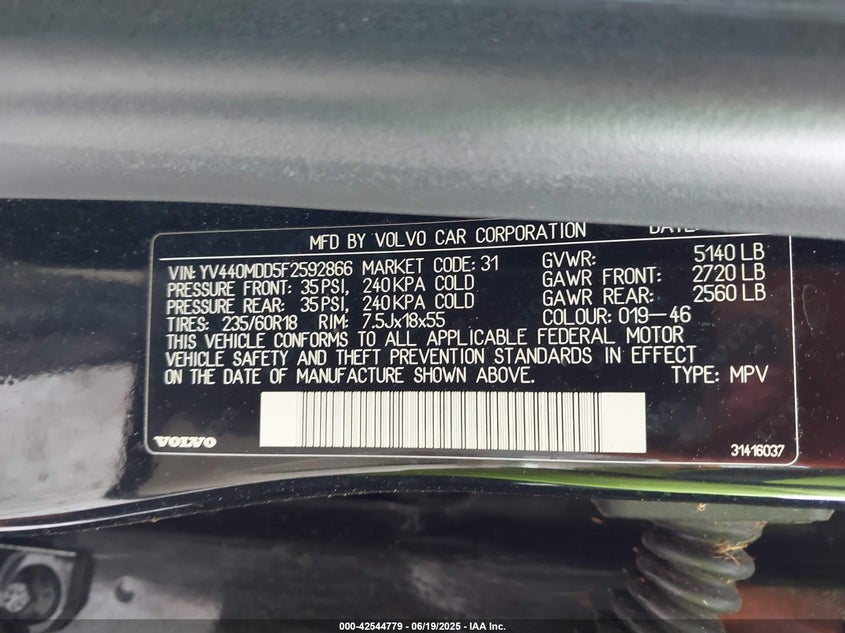 MFD BY VOLVO CAR CORPORATION
VIN: YV440MDD5F2592866 MARKET CODE: 31 GVWR: 5140 LB
PRESSURE FRONT: 35PSI, 240KPA COLD GAWR FRONT: 2720 LB
PRESSURE REAR: 35PSI, 240KPA COLD GAWR REAR: 2560 LB
TIRES: 235/60R18 RIM: 7.5Jx18x55 COLOUR: 019-46
THIS VEHICLE CONFORMS TO ALL APPLICABLE FEDERAL MOTOR
VEHICLE SAFETY AND THEFT PREVENTION STANDARDS IN EFFECT
ON THE DATE OF MANUFACTURE SHOWN ABOVE. TYPE: MPV
VOLVO 31416037
000-42544779 - 06/19/2025 - IAA Inc.